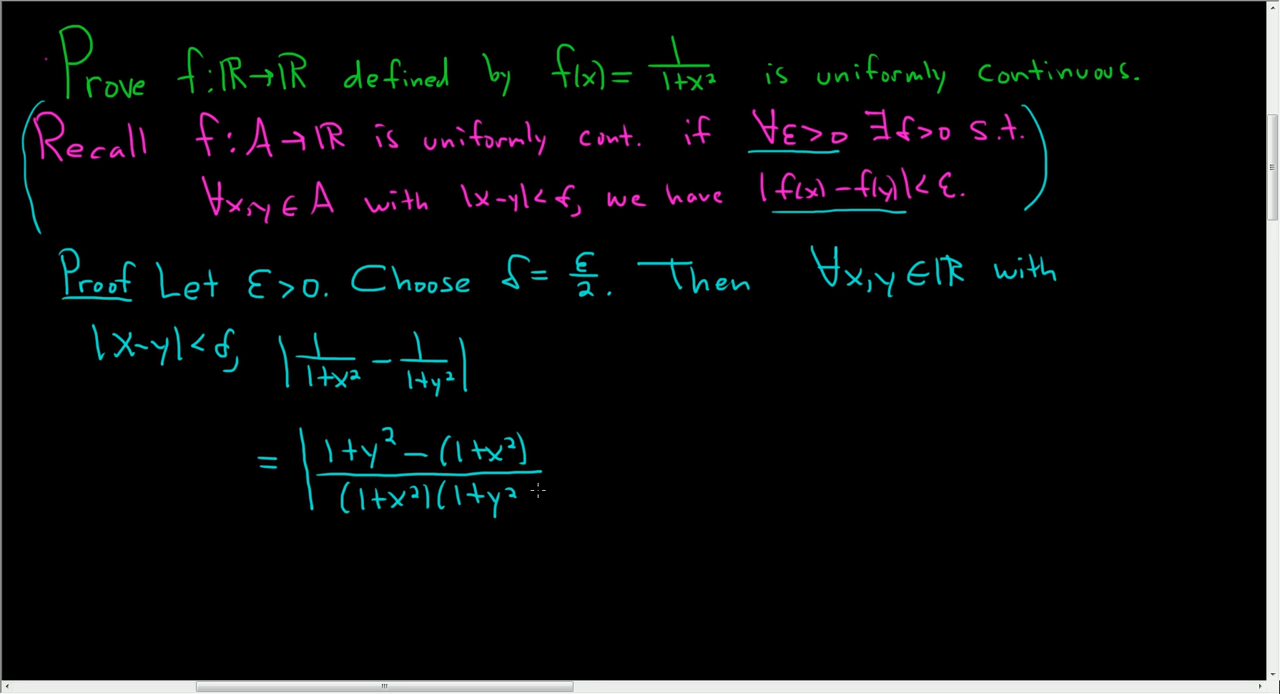 Prove f:ℝ→ℝ defined by f(x) = 1/(1+x²) is uniformly continuous.
(Recall f:A→ℝ is uniformly cont. if ∀ε>0 ∃δ>0 s.t.
∀x,y∈A with |x-y|<δ, we have |f(x)-f(y)|<ε.)
Proof Let ε>0. Choose δ = ε/2. Then ∀x,y∈ℝ with
|x-y|<δ, |1/(1+x²) - 1/(1+y²)|
= |(1+y²-(1+x²))/((1+x²)(1+y²